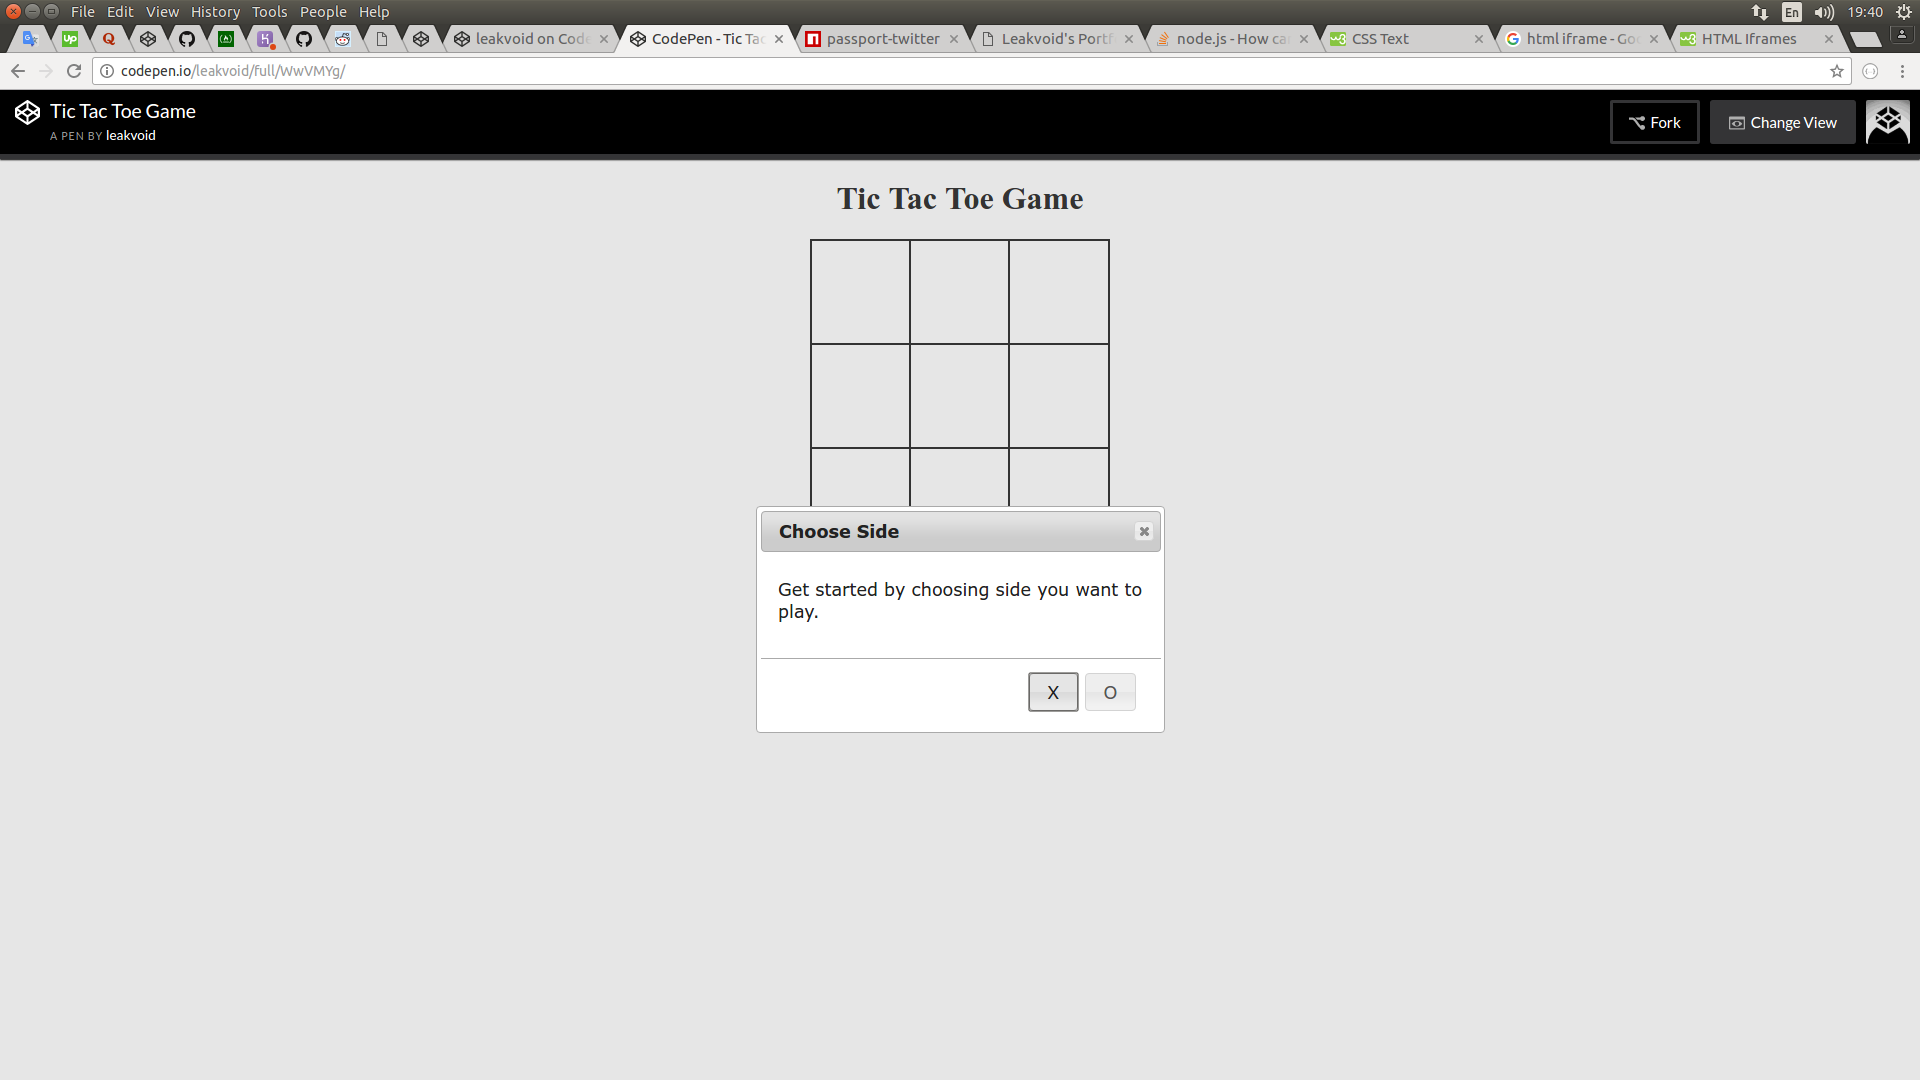 File Edit View History Tools People Help
En 19:40
leakvoid on Code
CodePen - Tic Tac
passport-twitter
Leakvoid's Portf
node.js - How ca
CSS Text
html iframe - Goo
HTML Iframes
codepen.io/leakvoid/full/WwVMYg/
Tic Tac Toe Game
A PEN BY leakvoid
Fork
Change View
Tic Tac Toe Game
Choose Side
Get started by choosing side you want to
play.
X O